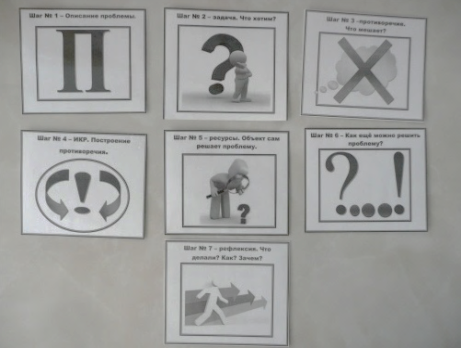 Шаг № 1 – Описание проблемы.
П
Шаг № 2 – задача. Что хотим?
?
Шаг № 3 -противоречие.
Что мешает?
Х
Шаг № 4 – ИКР. Построение
противоречия.
!
Шаг № 5 – ресурсы. Объект сам
решает проблему.
?
Шаг № 6 – Как ещё можно решить
проблему?
?.....!
Шаг № 7 – рефлексия. Что
делали? Как? Зачем?